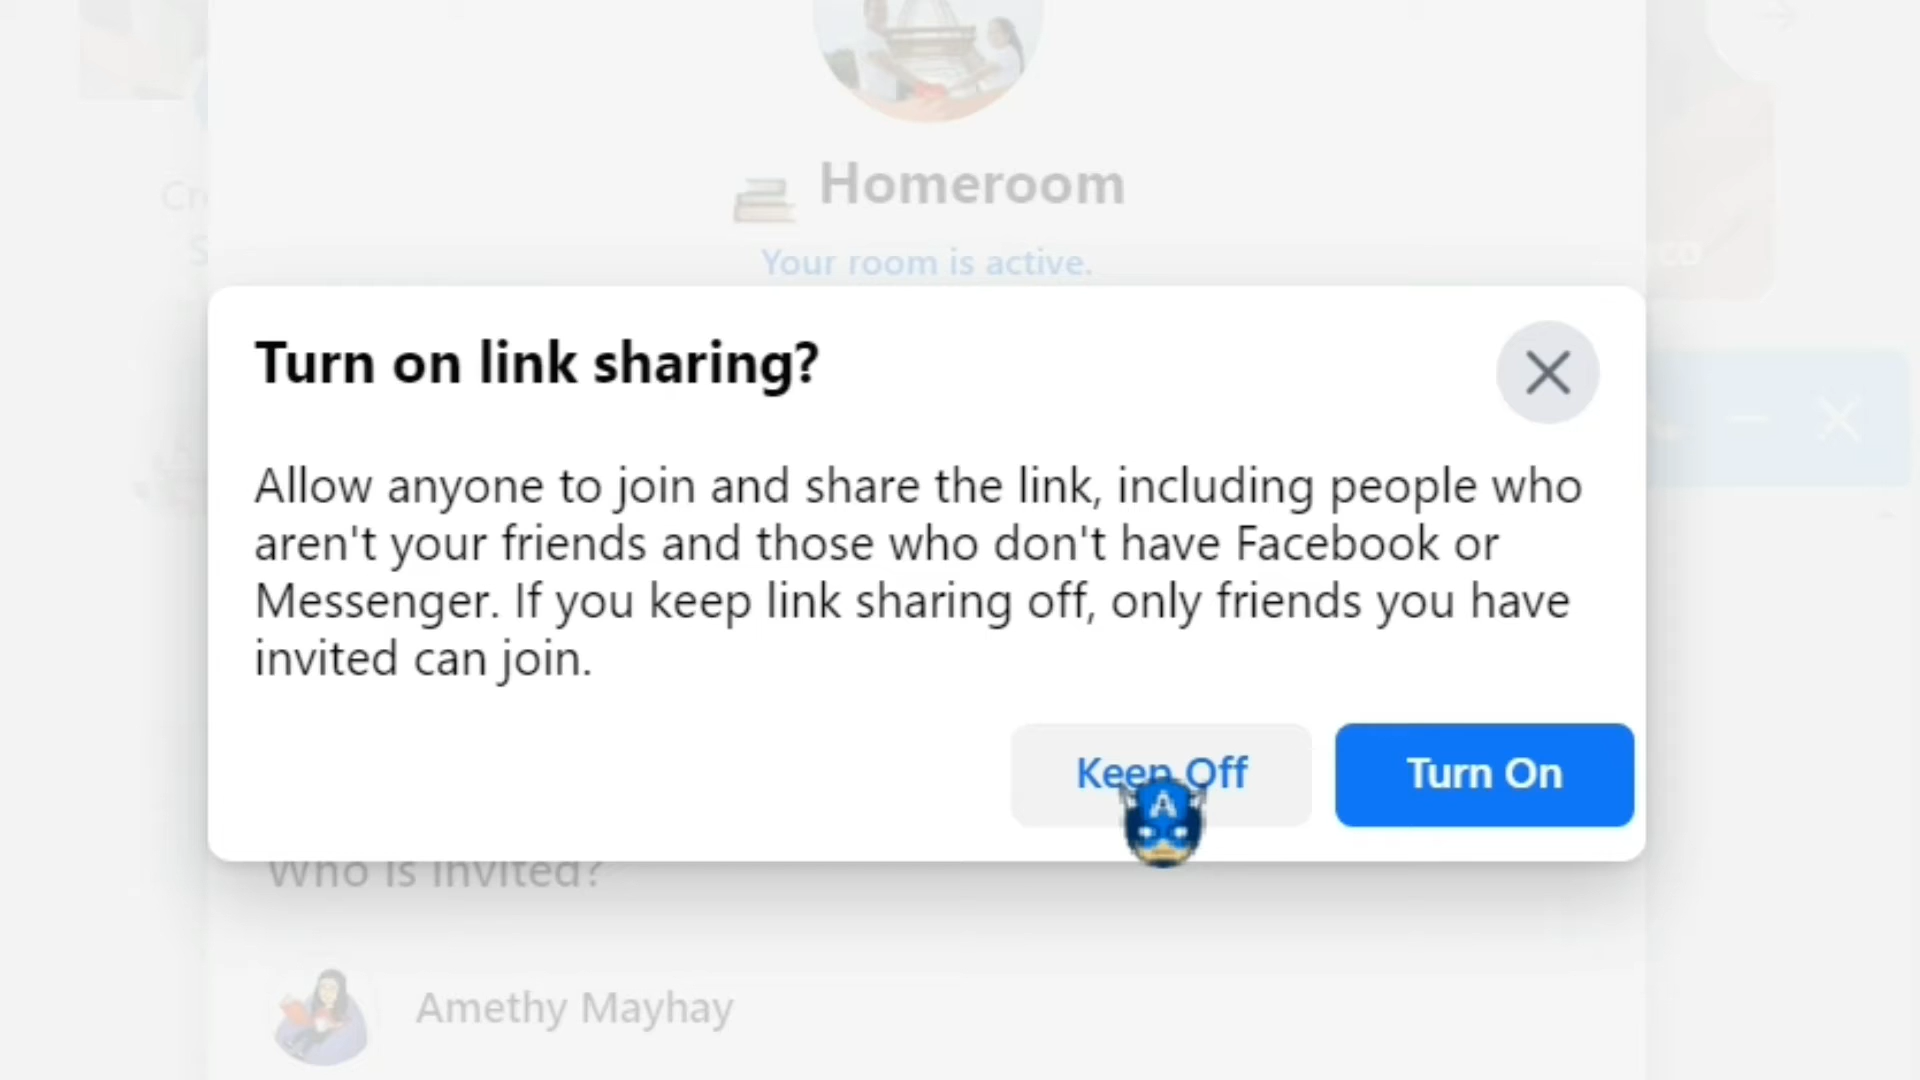 Homeroom
Your room is active.
Turn on link sharing?
Allow anyone to join and share the link, including people who
aren't your friends and those who don't have Facebook or
Messenger. If you keep link sharing off, only friends you have
invited can join.
Keep Off
Turn On
Who is invited?
Amethy Mayhay